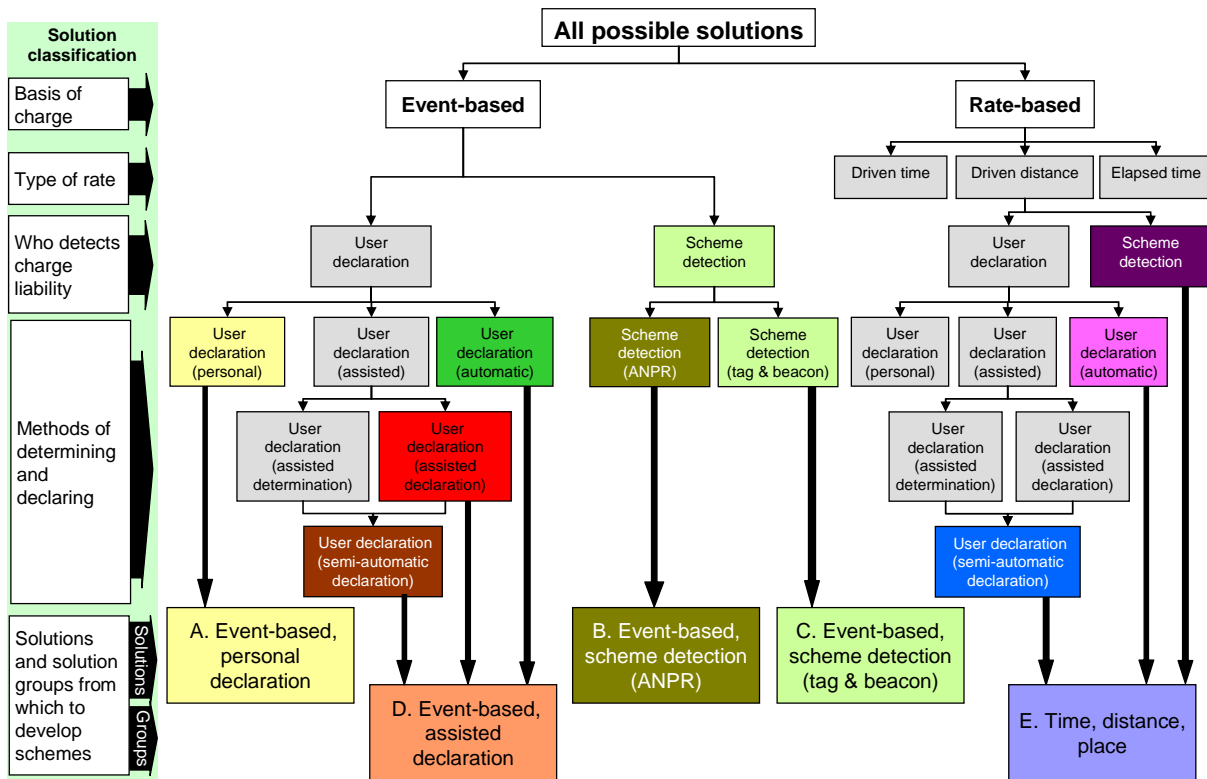 All possible solutions
Solution
classification
Basis of
charge
Event-based
Rate-based
Type of rate
Driven time
Driven distance
Elapsed time
Who detects
charge
liability
User
declaration
Scheme
detection
User
declaration
Scheme
detection
Methods of
determining
and
declaring
User
declaration
(personal)
User
declaration
(assisted)
User
declaration
(automatic)
Scheme
detection
(ANPR)
Scheme
detection
(tag & beacon)
User
declaration
(personal)
User
declaration
(assisted)
User
declaration
(automatic)
User
declaration
(assisted
determination)
User
declaration
(assisted
declaration)
User
declaration
(assisted
determination)
User
declaration
(assisted
declaration)
User declaration
(semi-automatic
declaration)
User declaration
(semi-automatic
declaration)
Solutions
and solution
groups from
which to
develop
schemes
Solutions
Groups
A. Event-based,
personal
declaration
B. Event-based,
scheme detection
(ANPR)
C. Event-based,
scheme detection
(tag & beacon)
D. Event-based,
assisted
declaration
E. Time, distance,
place